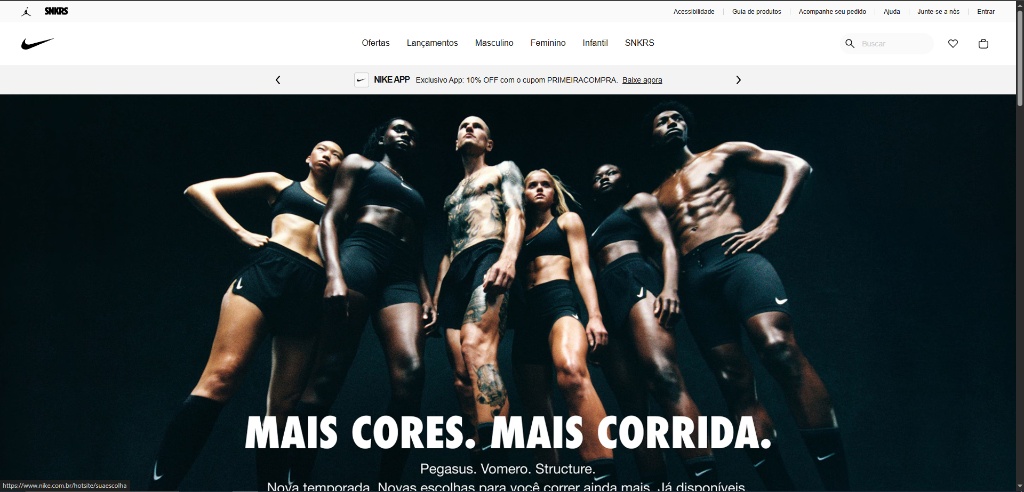 SNKRS
Acessibilidade
Guia de produtos
Acompanhe seu pedido
Ajuda
Junte-se a nós
Entrar
Ofertas
Lançamentos
Masculino
Feminino
Infantil
SNKRS
Buscar
NIKE APP Exclusivo App: 10% OFF com o cupom PRIMEIRACOMPRA. Baixe agora
MAIS CORES. MAIS CORRIDA.
Pegasus. Vomero. Structure.
Nova temporada. Novas escolhas para você correr ainda mais. Já disponíveis.
https://www.nike.com.br/hotsite/suaescolha